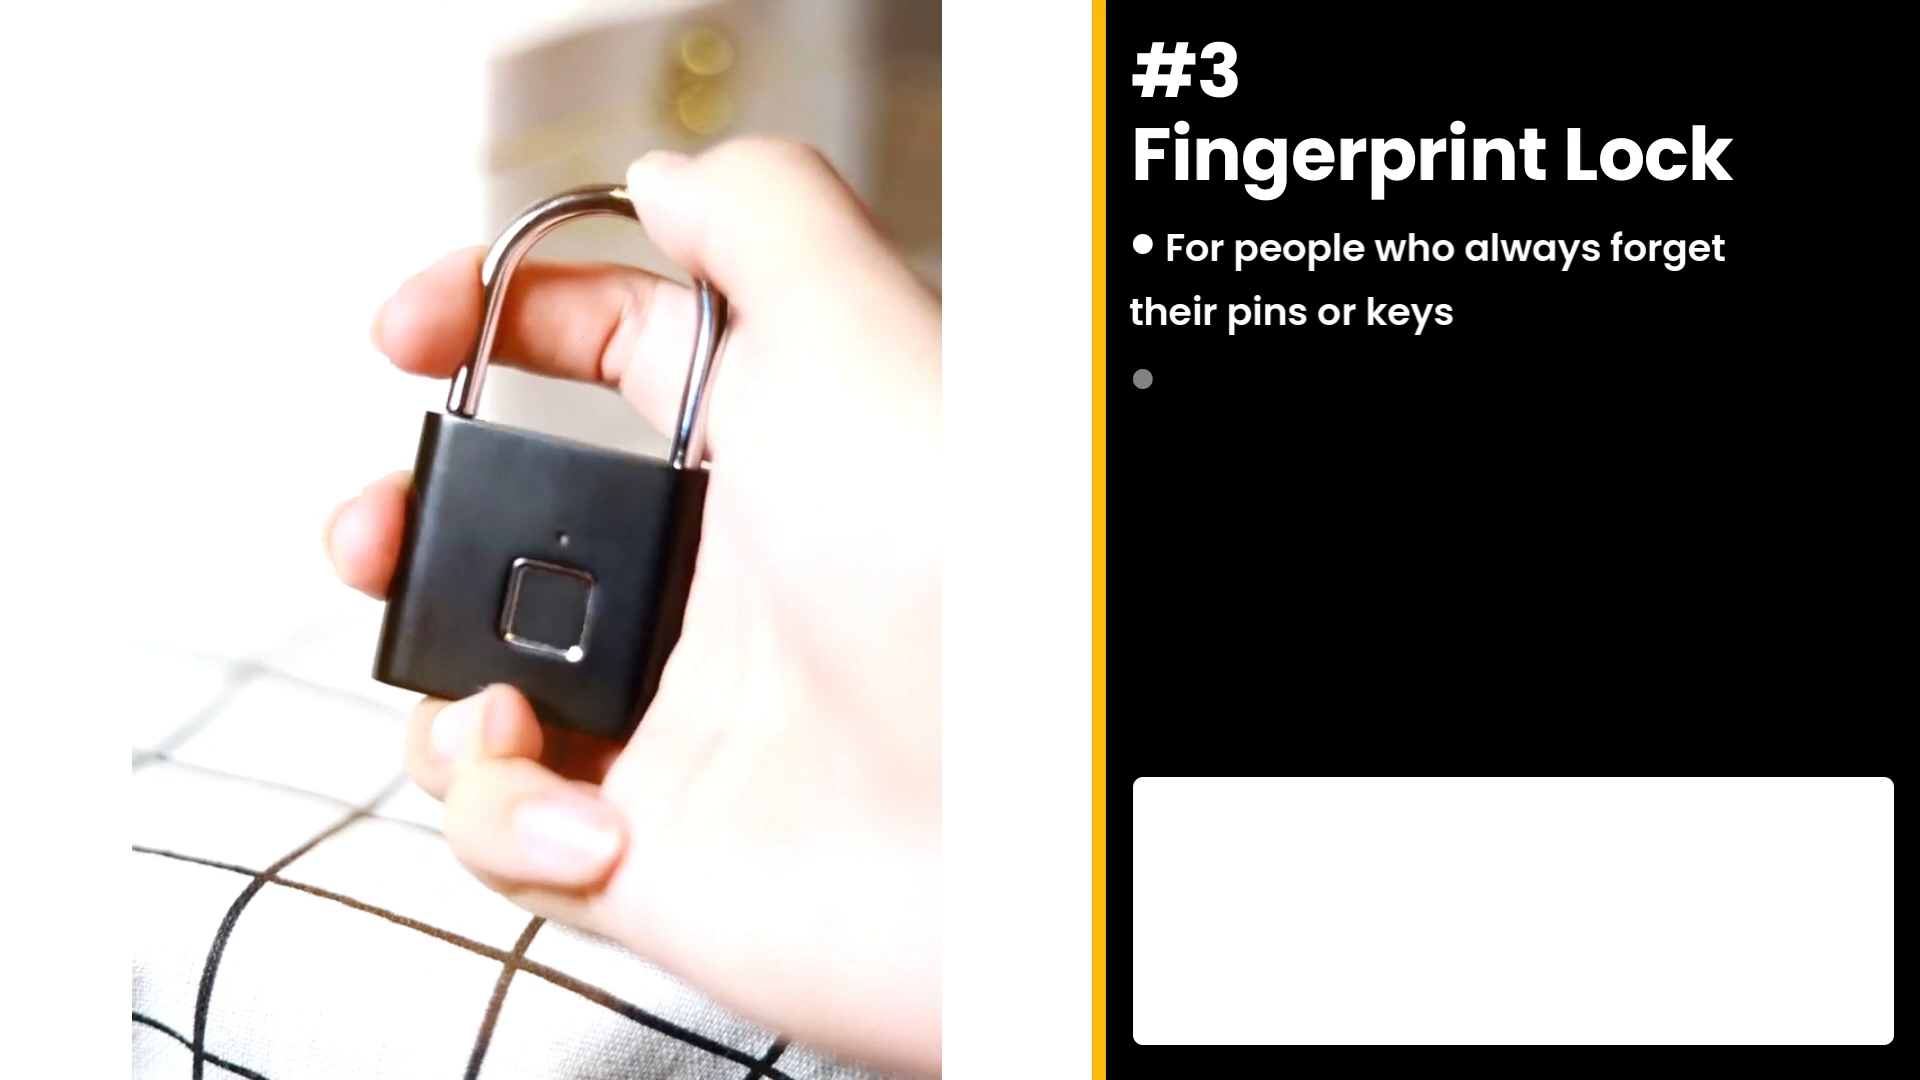 #3
Fingerprint Lock
● For people who always forget
their pins or keys
●